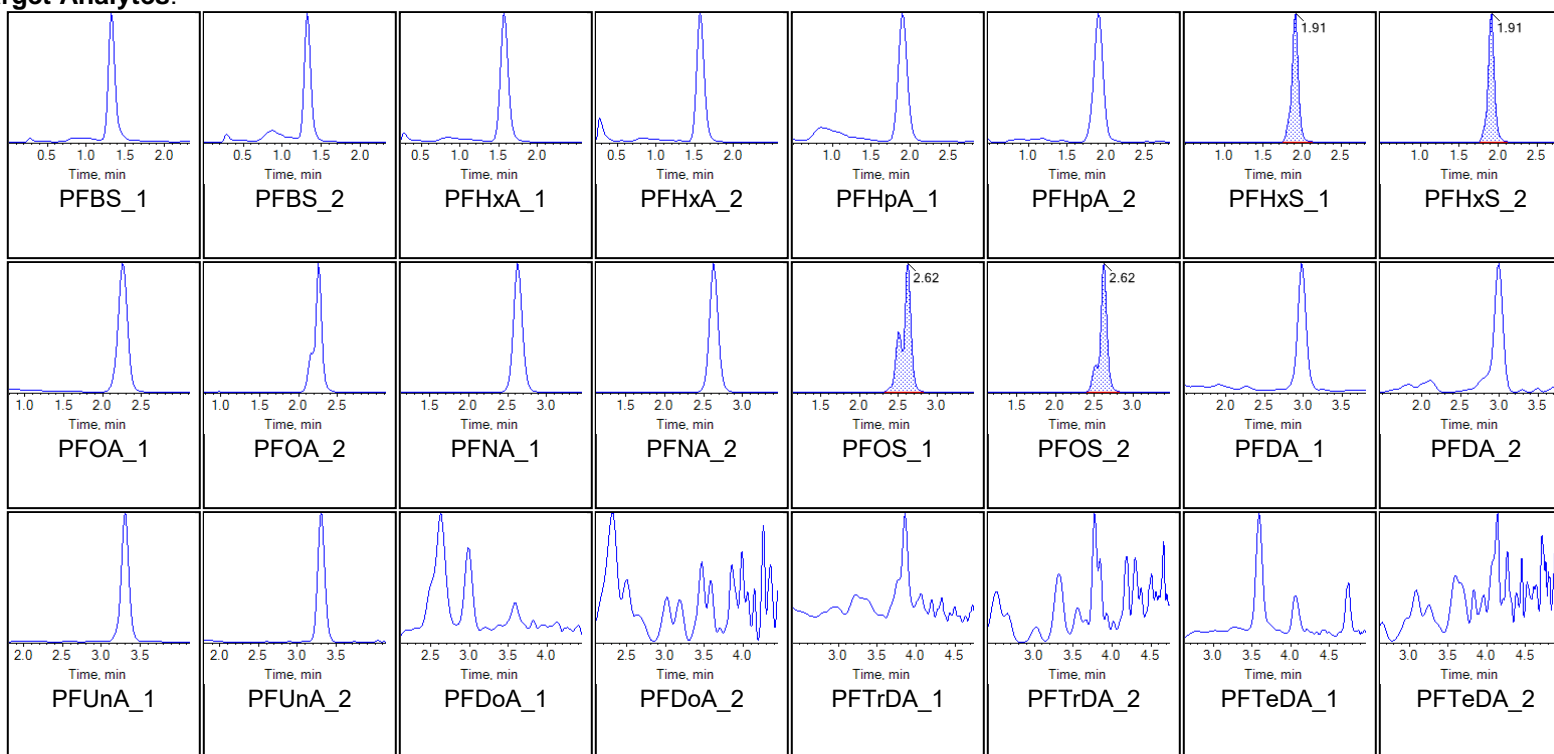 rget Analytes:
1.91 1.91
0.5 1.0 1.5 2.0 0.5 1.0 1.5 2.0 0.5 1.0 1.5 2.0 0.5 1.0 1.5 2.0 1.0 1.5 2.0 2.5 1.0 1.5 2.0 2.5 1.0 1.5 2.0 2.5 1.0 1.5 2.0 2.5
Time, min Time, min Time, min Time, min Time, min Time, min Time, min Time, min
PFBS_1 PFBS_2 PFHxA_1 PFHxA_2 PFHpA_1 PFHpA_2 PFHxS_1 PFHxS_2
2.62 2.62
1.0 1.5 2.0 2.5 1.0 1.5 2.0 2.5 1.5 2.0 2.5 3.0 1.5 2.0 2.5 3.0 1.5 2.0 2.5 3.0 1.5 2.0 2.5 3.0 2.0 2.5 3.0 3.5 2.0 2.5 3.0 3.5
Time, min Time, min Time, min Time, min Time, min Time, min Time, min Time, min
PFOA_1 PFOA_2 PFNA_1 PFNA_2 PFOS_1 PFOS_2 PFDA_1 PFDA_2
2.0 2.5 3.0 3.5 2.0 2.5 3.0 3.5 2.5 3.0 3.5 4.0 2.5 3.0 3.5 4.0 3.0 3.5 4.0 4.5 3.0 3.5 4.0 4.5 3.0 3.5 4.0 4.5 3.0 3.5 4.0 4.5
Time, min Time, min Time, min Time, min Time, min Time, min Time, min Time, min
PFUnA_1 PFUnA_2 PFDoA_1 PFDoA_2 PFTrDA_1 PFTrDA_2 PFTeDA_1 PFTeDA_2